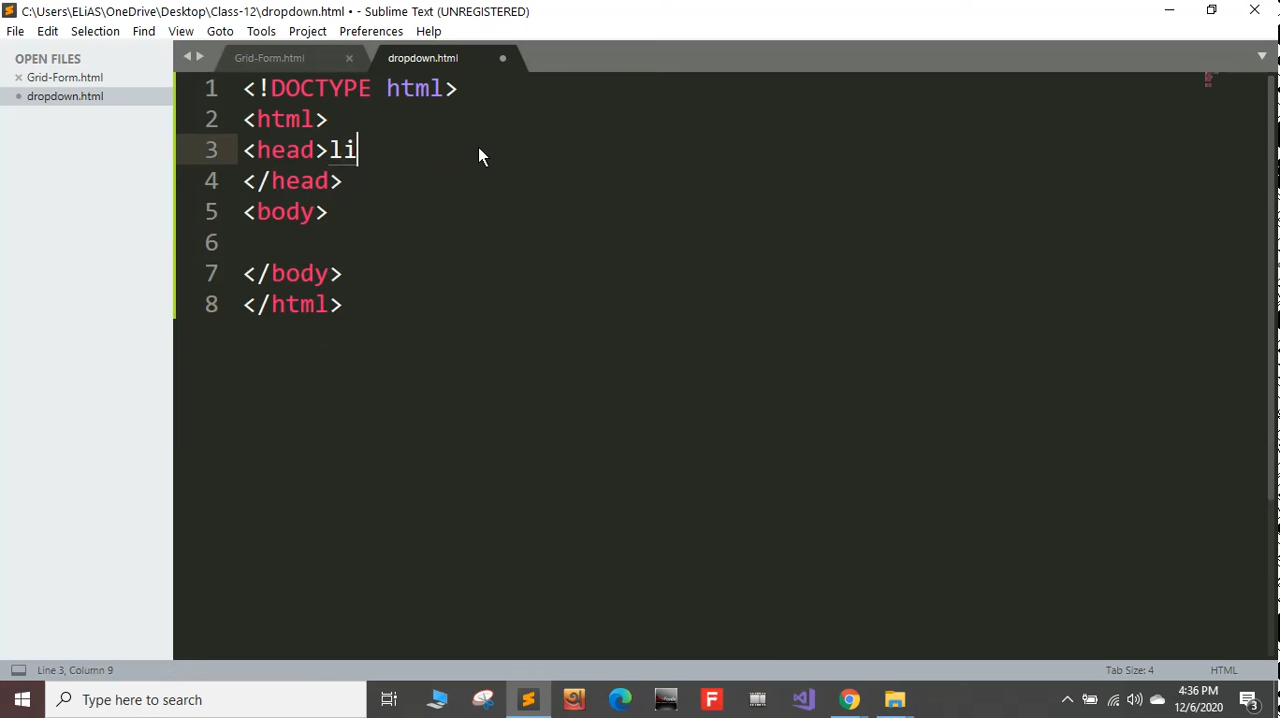 C:\Users\ELiAS\OneDrive\Desktop\Class-12\dropdown.html • - Sublime Text (UNREGISTERED)
File Edit Selection View Find Goto Tools Project Preferences Help
OPEN FILES
Grid-Form.html
dropdown.html
Grid-Form.html dropdown.html
1 <!DOCTYPE html>
2 <html>
3 <head>li
4 </head>
5 <body>
6
7 </body>
8 </html>
Line 3, Column 9 Tab Size: 4 HTML
Type here to search
4:36 PM
12/6/2020
3